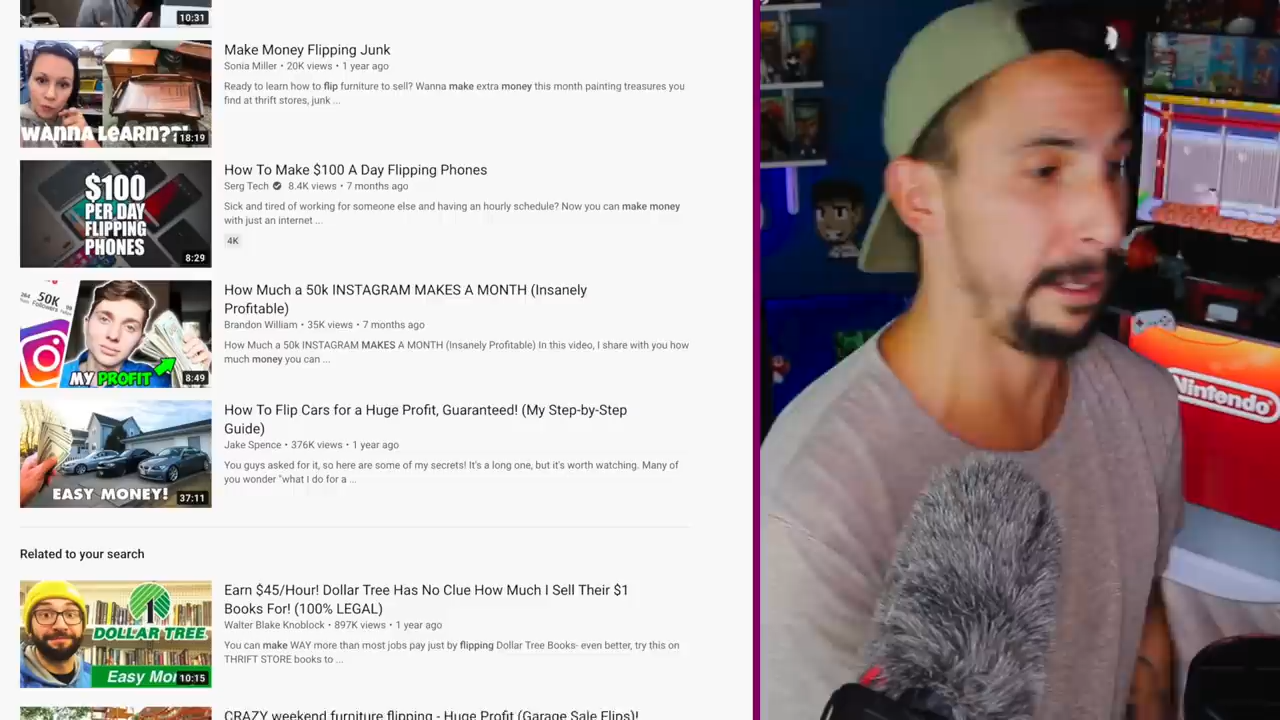 10:31
Make Money Flipping Junk
Sonia Miller • 20K views • 1 year ago
Ready to learn how to flip furniture to sell? Wanna make extra money this month painting treasures you
find at thrift stores, junk ...
WANNA LEARN??
18:19
How To Make $100 A Day Flipping Phones
Serg Tech 8.4K views • 7 months ago
Sick and tired of working for someone else and having an hourly schedule? Now you can make money
with just an internet ...
4K
$100
PER DAY
FLIPPING
PHONES
8:29
How Much a 50k INSTAGRAM MAKES A MONTH (Insanely
Profitable)
Brandon William • 35K views • 7 months ago
How Much a 50k INSTAGRAM MAKES A MONTH (Insanely Profitable) In this video, I share with you how
much money you can ...
50K
Followers
MY PROFIT
8:49
How To Flip Cars for a Huge Profit, Guaranteed! (My Step-by-Step
Guide)
Jake Spence • 376K views • 1 year ago
You guys asked for it, so here are some of my secrets! It's a long one, but it's worth watching. Many of
you wonder "what I do for a ...
EASY MONEY!
37:11
Related to your search
Earn $45/Hour! Dollar Tree Has No Clue How Much I Sell Their $1
Books For! (100% LEGAL)
Walter Blake Knoblock • 897K views • 1 year ago
You can make WAY more than most jobs pay just by flipping Dollar Tree Books- even better, try this on
THRIFT STORE books to ...
DOLLAR TREE
Easy
10:15
CRAZY weekend furniture flipping - Huge Profit (Garage Sale Flips)!
Nintendo